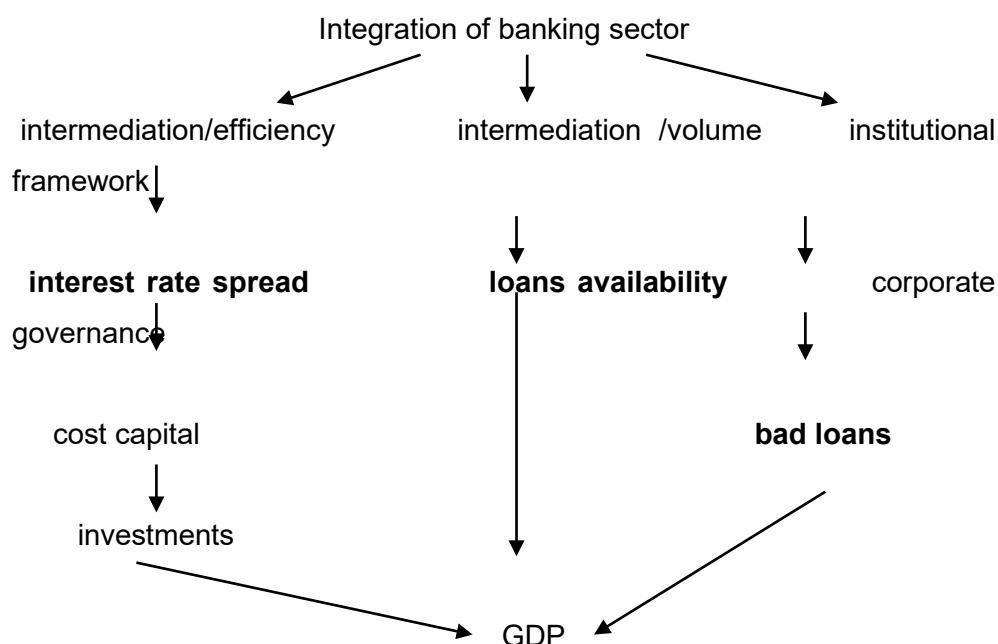 Integration of banking sector
intermediation/efficiency intermediation /volume institutional
framework
interest rate spread loans availability corporate
governance
cost capital bad loans
investments
GDP